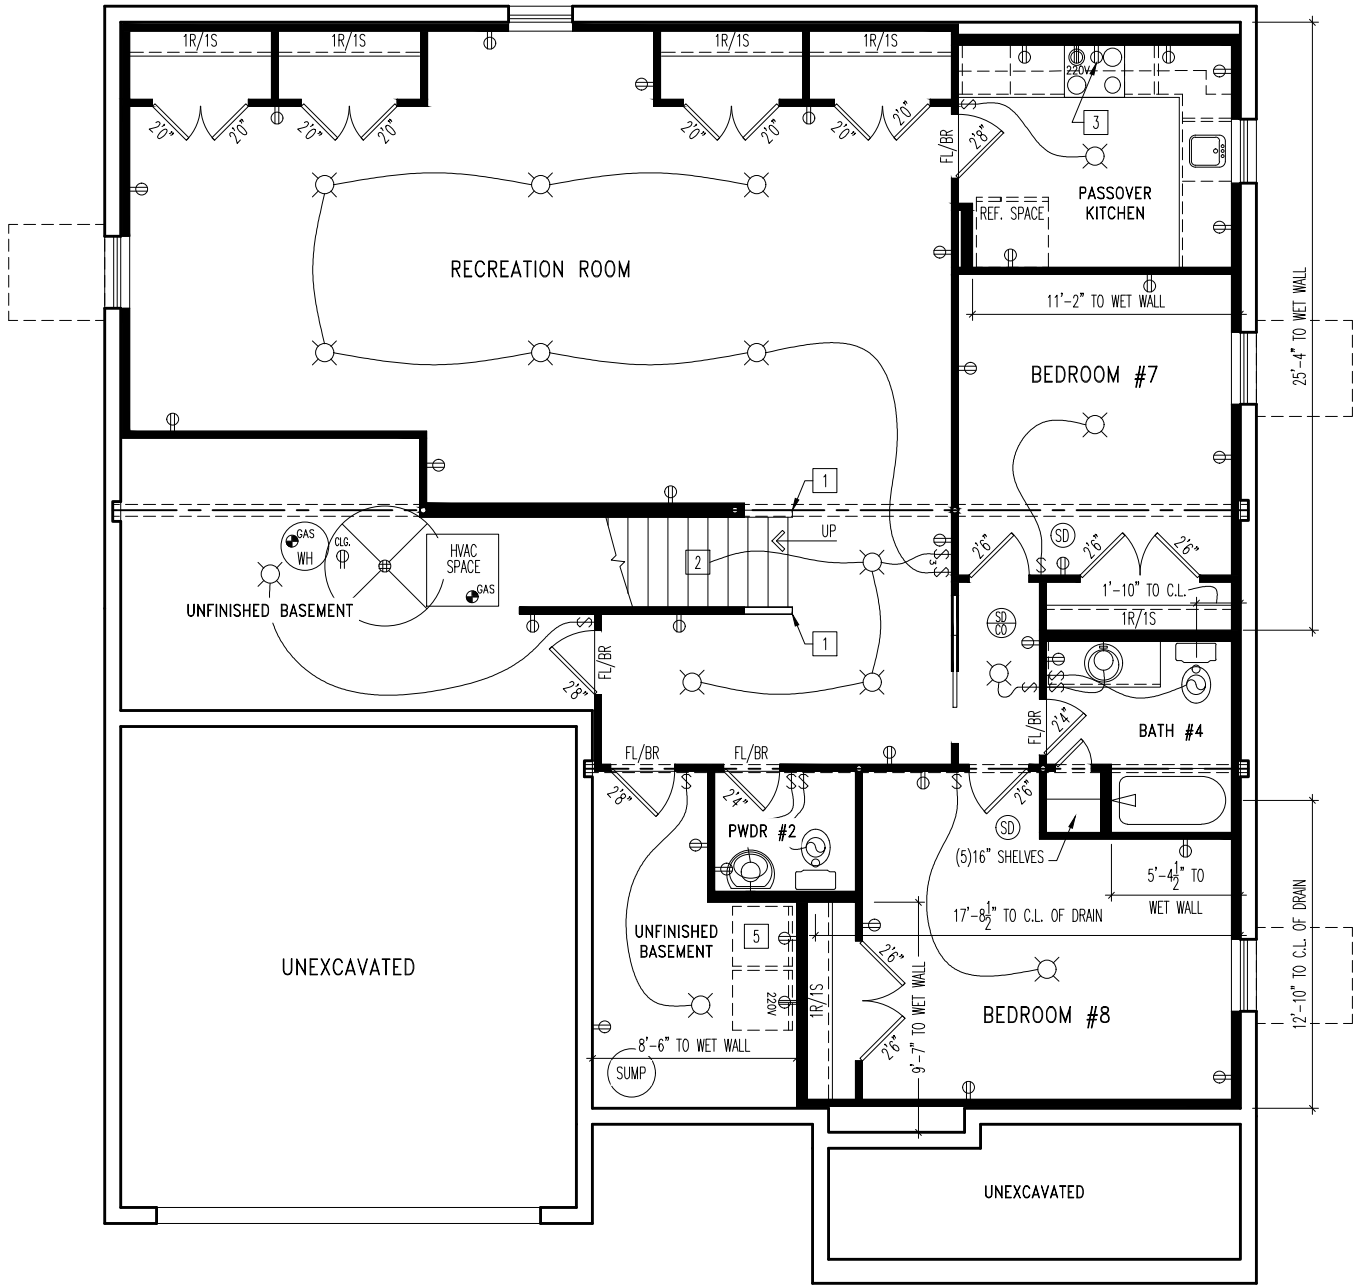 1R/1S
1R/1S
1R/1S
1R/1S
2'0"
2'0"
2'0"
2'0"
2'0"
2'0"
2'0"
2'0"
220V
3
FL/BR
2'8"
PASSOVER
KITCHEN
REF. SPACE
RECREATION ROOM
11'-2" TO WET WALL
25'-4" TO WET WALL
BEDROOM #7
1
UP
2
GAS
WH
CLG.
HVAC
SPACE
GAS
UNFINISHED BASEMENT
3
2'6"
SD
2'6"
2'6"
1'-10" TO C.L.
1R/1S
SD
CO
1
FL/BR
2'8"
FL/BR
2'4"
BATH #4
FL/BR
FL/BR
2'8"
2'4"
2'6"
PWDR #2
SD
(5)16" SHELVES
5'-4 1/2" TO
WET WALL
17'-8 1/2" TO C.L. OF DRAIN
12'-10" TO C.L. OF DRAIN
UNFINISHED
BASEMENT
5
220V
2'6"
2'6"
1R/1S
9'-7" TO WET WALL
BEDROOM #8
8'-6" TO WET WALL
SUMP
UNEXCAVATED
UNEXCAVATED